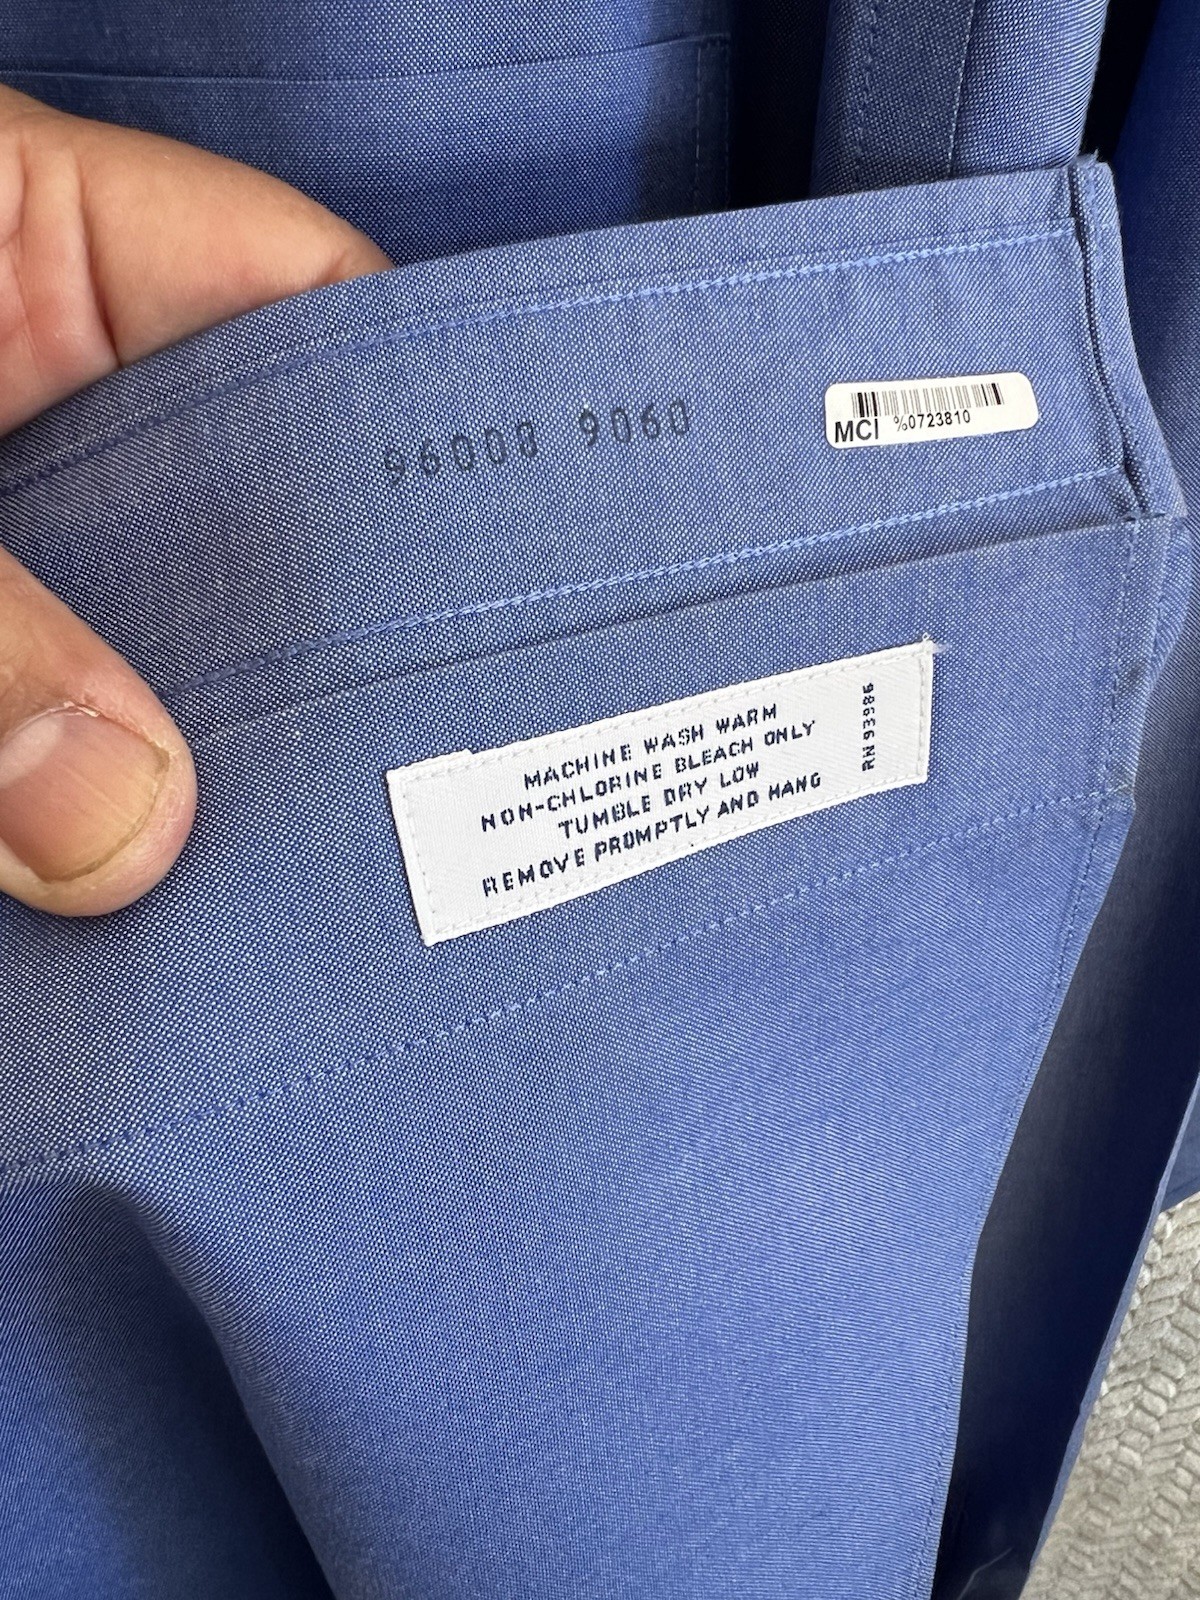 96008 9060
MCI %0723810
MACHINE WASH WARM
NON-CHLORINE BLEACH ONLY
TUMBLE DRY LOW
REMOVE PROMPTLY AND HANG
RN 93986